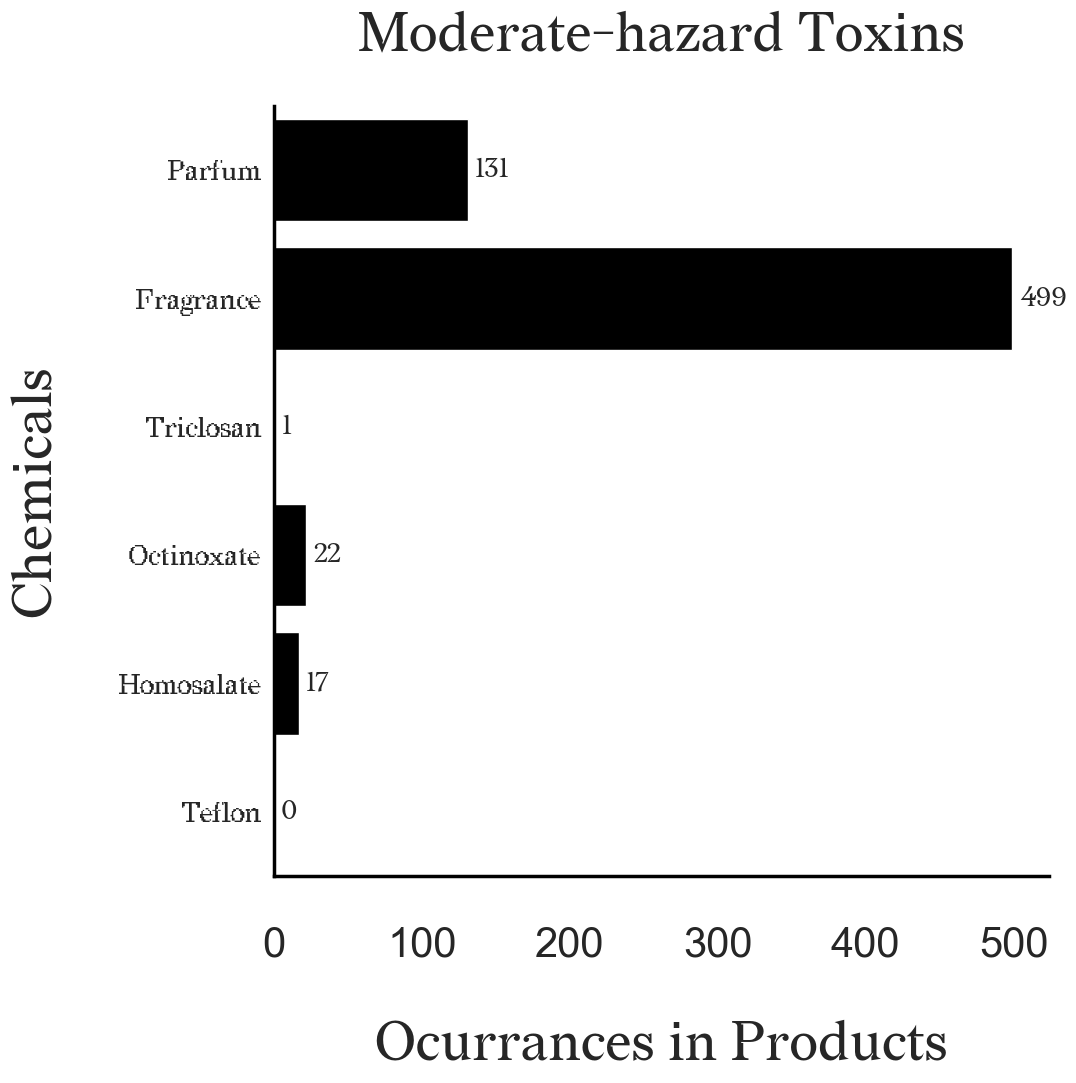 Moderate-hazard Toxins
Chemicals
Parfum 131
Fragrance 499
Triclosan 1
Octinoxate 22
Homosalate 17
Teflon 0
0 100 200 300 400 500
Ocurrances in Products